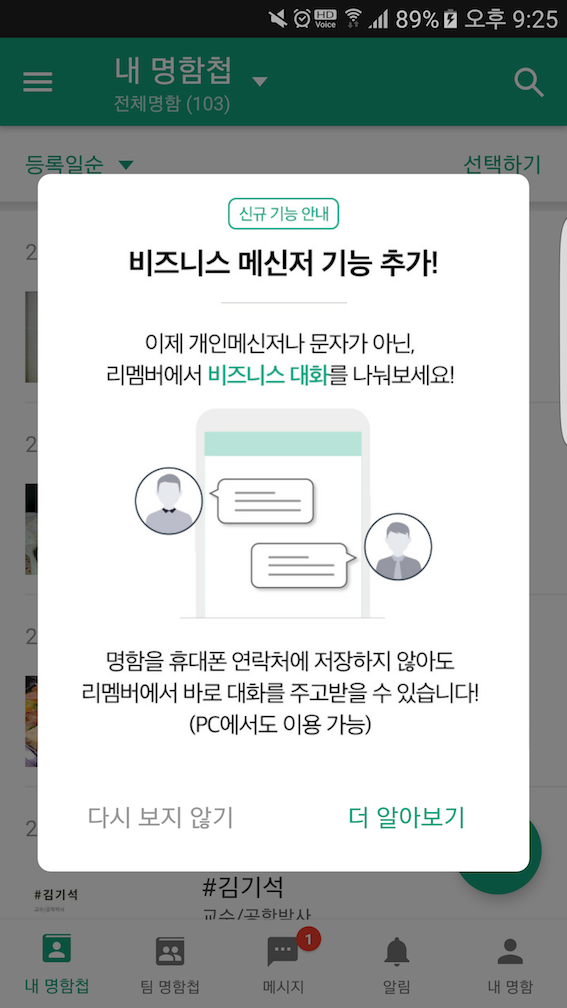 HD Voice 89% 오후 9:25
내 명함첩
전체명함 (103)
등록일순 선택하기
2
신규 기능 안내
비즈니스 메신저 기능 추가!
이제 개인메신저나 문자가 아닌,
리멤버에서 비즈니스 대화를 나눠보세요!
2
2
명함을 휴대폰 연락처에 저장하지 않아도
리멤버에서 바로 대화를 주고받을 수 있습니다!
(PC에서도 이용 가능)
다시 보지 않기 더 알아보기
2
#김기석
교수/공학박사
#김기석
교수/공학박사
1
내 명함첩 팀 명함첩 메시지 알림 내 명함